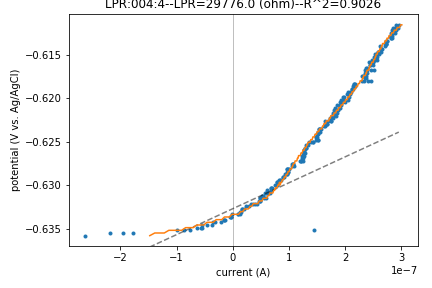 LPR:004:4--LPR=29776.0 (ohm)--R^2=0.9026
potential (V vs. Ag/AgCl)
−0.615
−0.620
−0.625
−0.630
−0.635
−2
−1
0
1
2
3
1e−7
current (A)